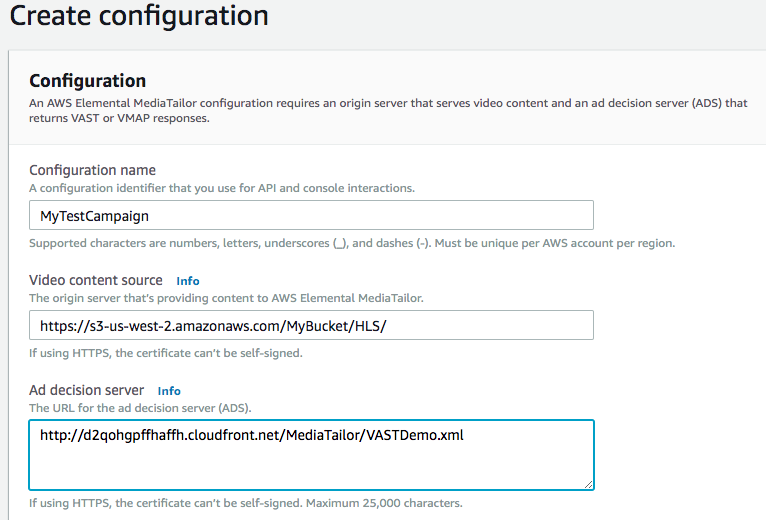 Create configuration
Configuration
An AWS Elemental MediaTailor configuration requires an origin server that serves video content and an ad decision server (ADS) that
returns VAST or VMAP responses.
Configuration name
A configuration identifier that you use for API and console interactions.
MyTestCampaign
Supported characters are numbers, letters, underscores (_), and dashes (-). Must be unique per AWS account per region.
Video content source Info
The origin server that's providing content to AWS Elemental MediaTailor.
https://s3-us-west-2.amazonaws.com/MyBucket/HLS/
If using HTTPS, the certificate can't be self-signed.
Ad decision server Info
The URL for the ad decision server (ADS).
http://d2qohgpffhaffh.cloudfront.net/MediaTailor/VASTDemo.xml
If using HTTPS, the certificate can't be self-signed. Maximum 25,000 characters.